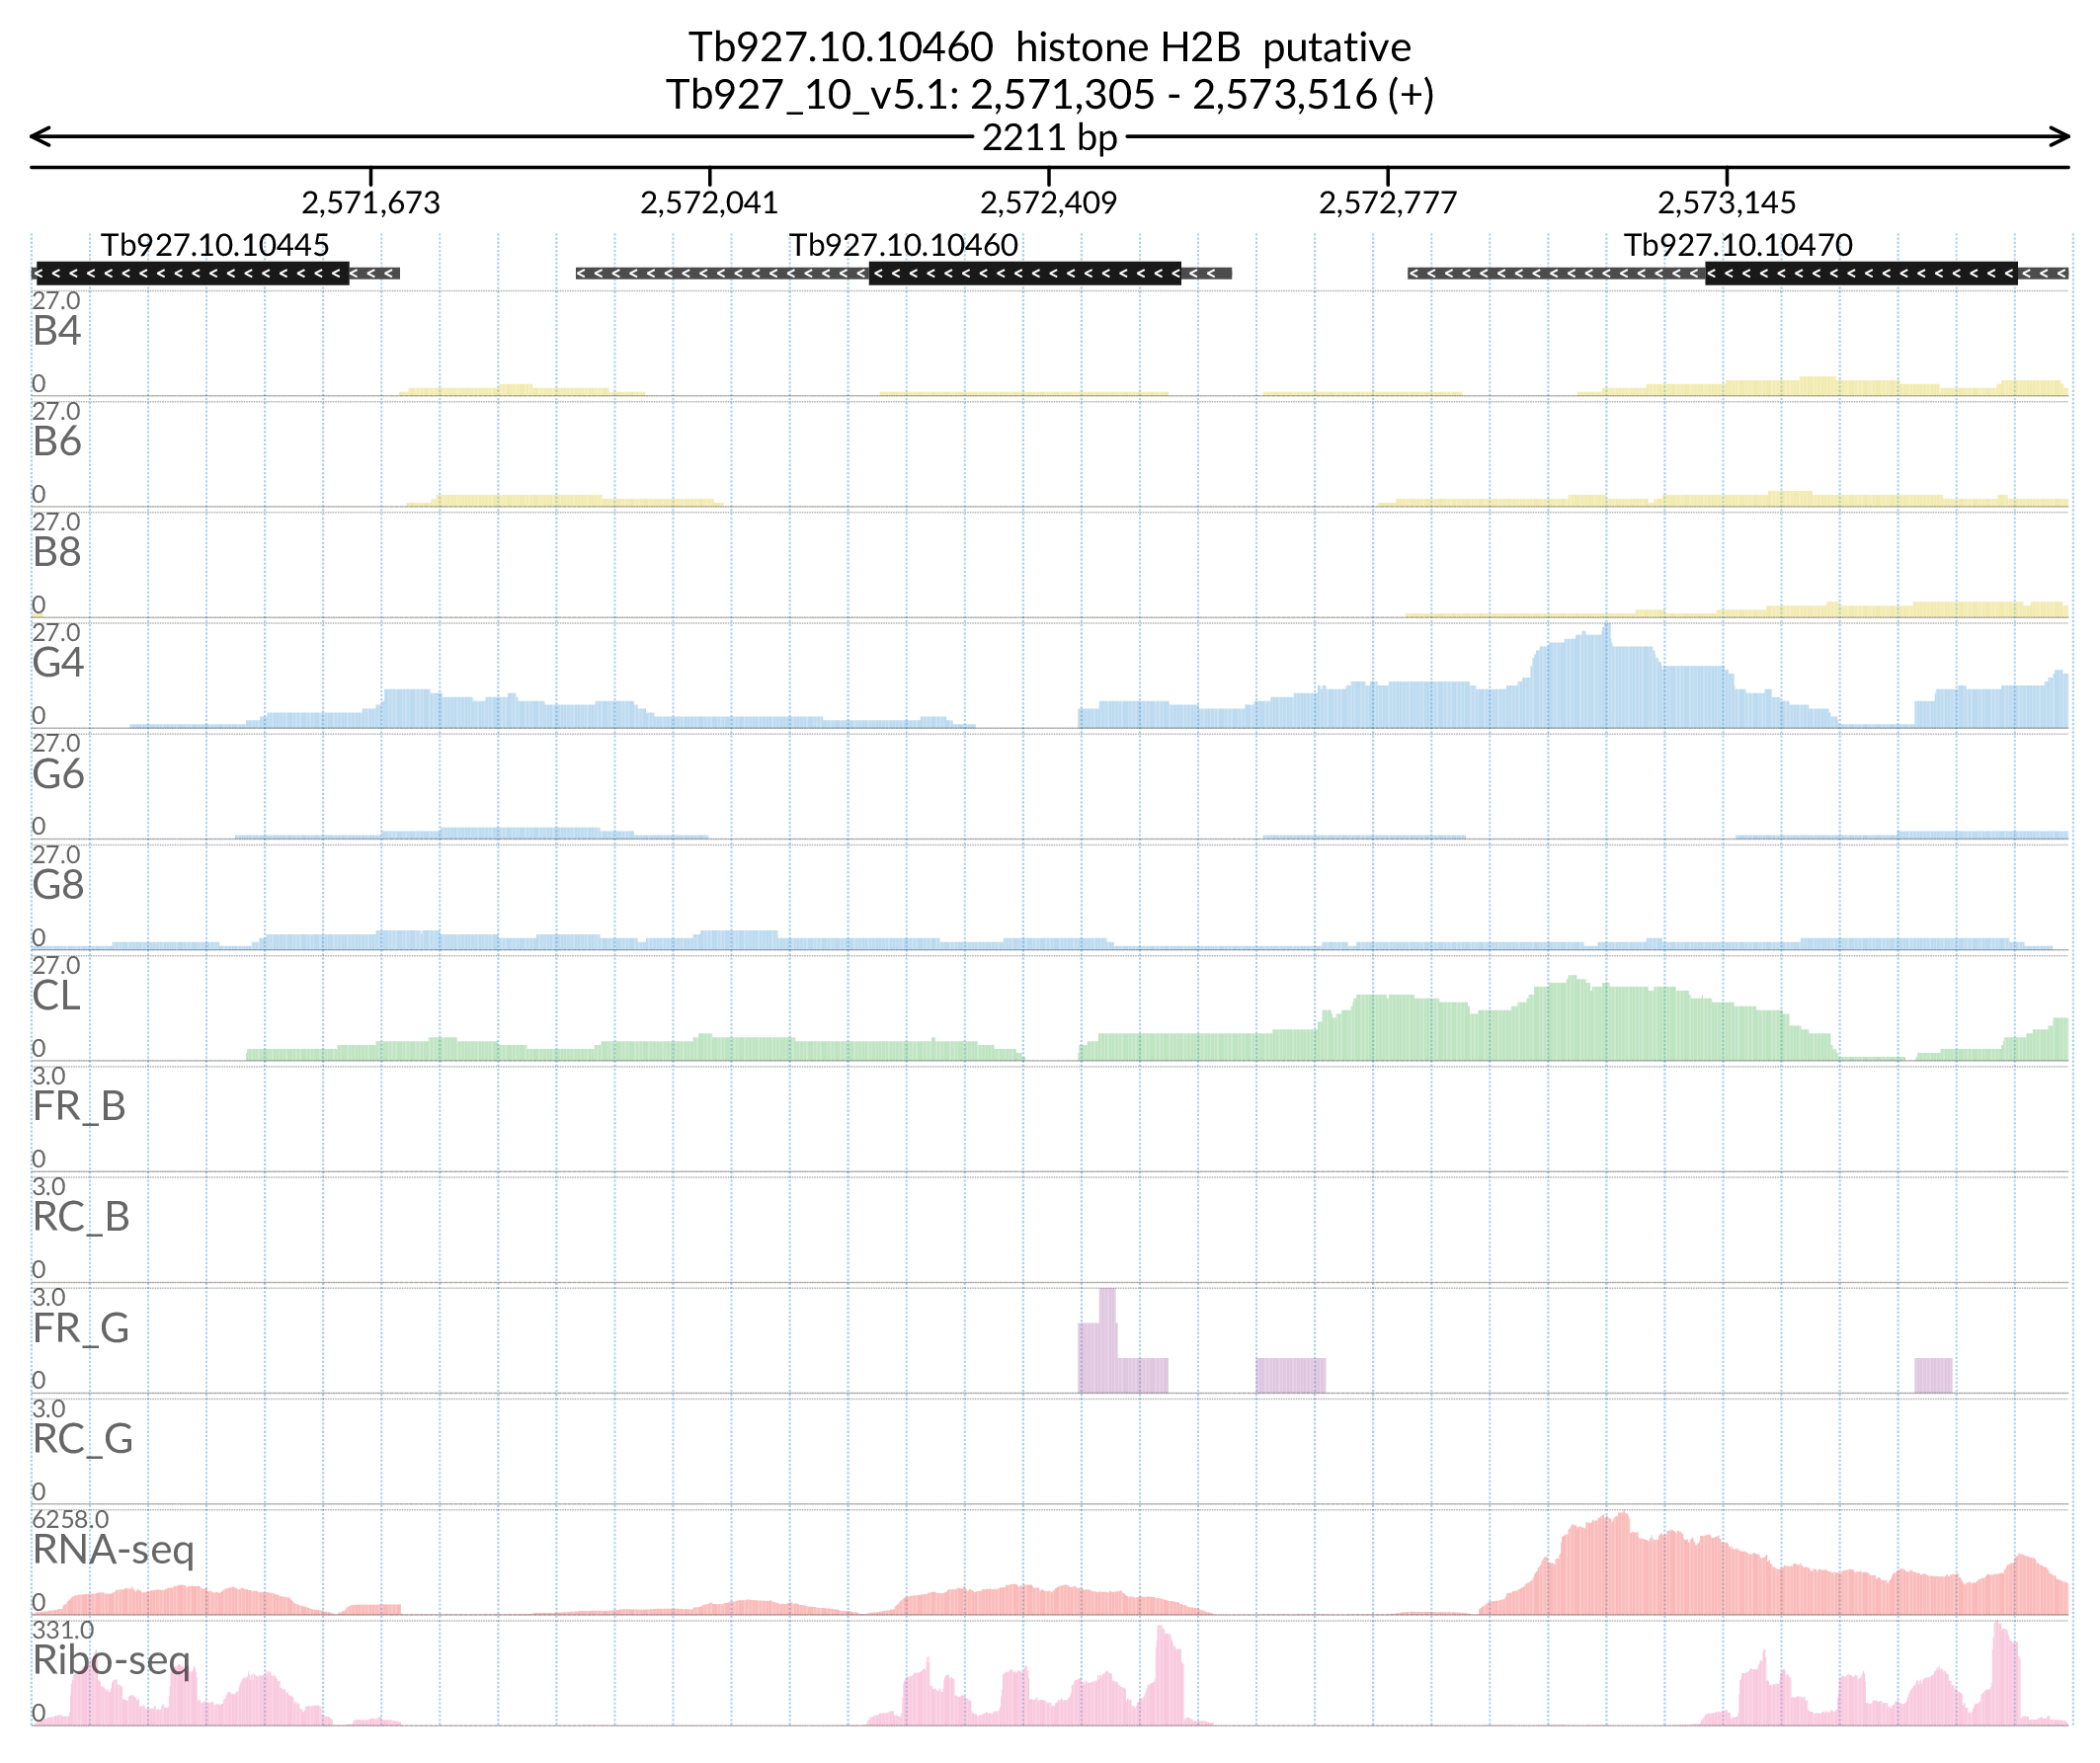 Tb927.10.10460 histone H2B putative
Tb927_10_v5.1: 2,571,305 - 2,573,516 (+)
2211 bp
2,571,673 2,572,041 2,572,409 2,572,777 2,573,145
Tb927.10.10445 Tb927.10.10460 Tb927.10.10470
27.0
B4
0
27.0
B6
0
27.0
B8
0
27.0
G4
0
27.0
G6
0
27.0
G8
0
27.0
CL
0
3.0
FR_B
0
3.0
RC_B
0
3.0
FR_G
0
3.0
RC_G
0
6258.0
RNA-seq
0
331.0
Ribo-seq
0